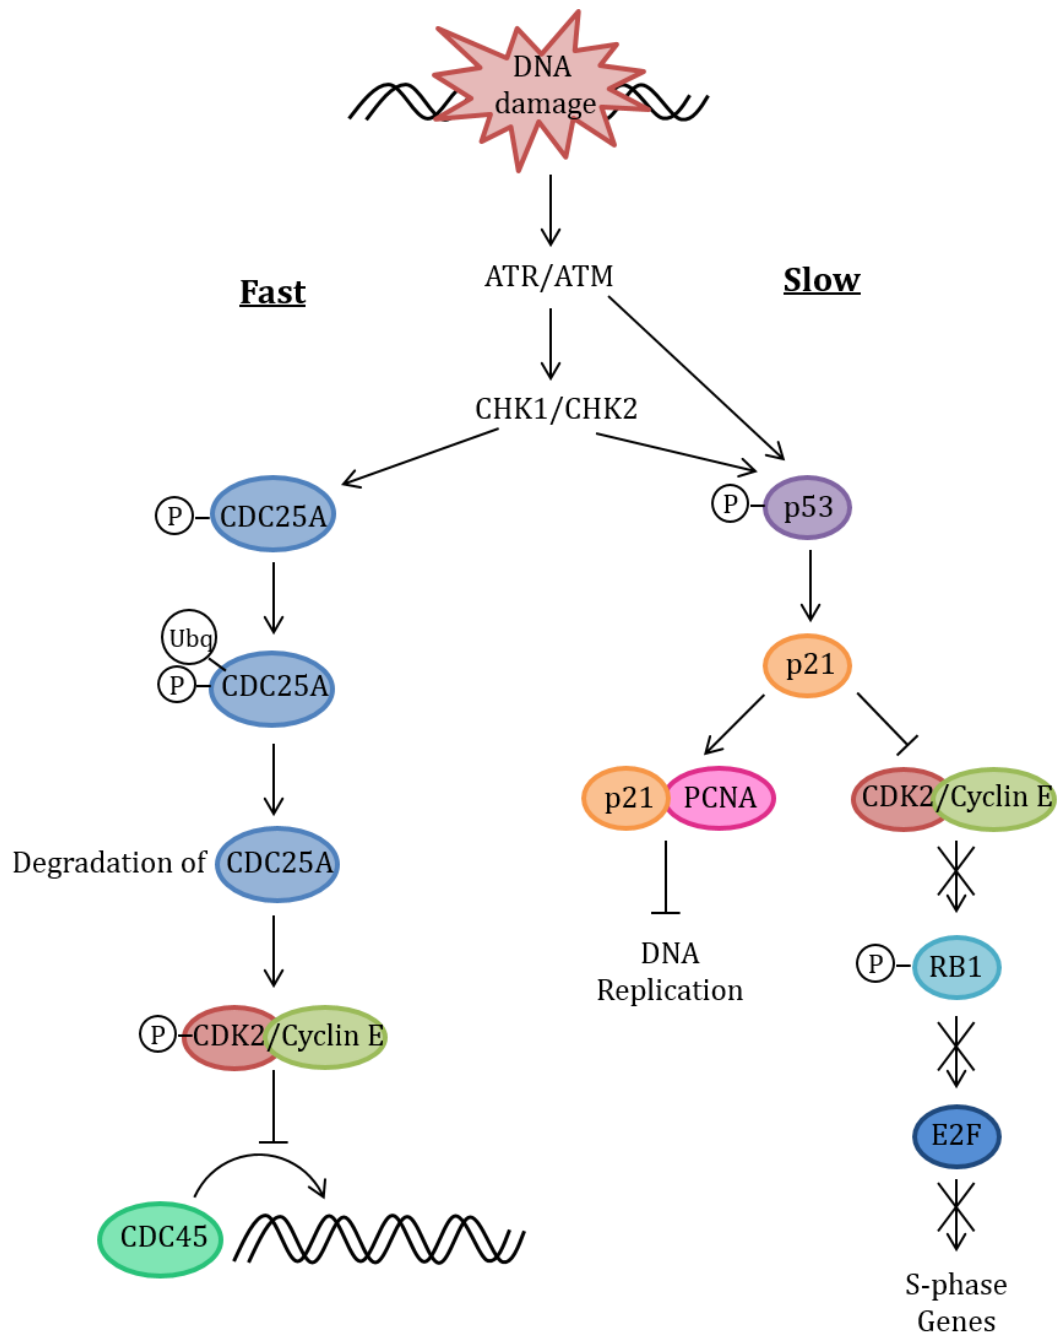 DNA
damage
ATR/ATM
Fast
Slow
CHK1/CHK2
P
CDC25A
P
p53
Ubq
P
CDC25A
p21
p21
PCNA
CDK2/Cyclin E
Degradation of CDC25A
DNA
Replication
P
RB1
P
CDK2/Cyclin E
E2F
CDC45
S-phase
Genes